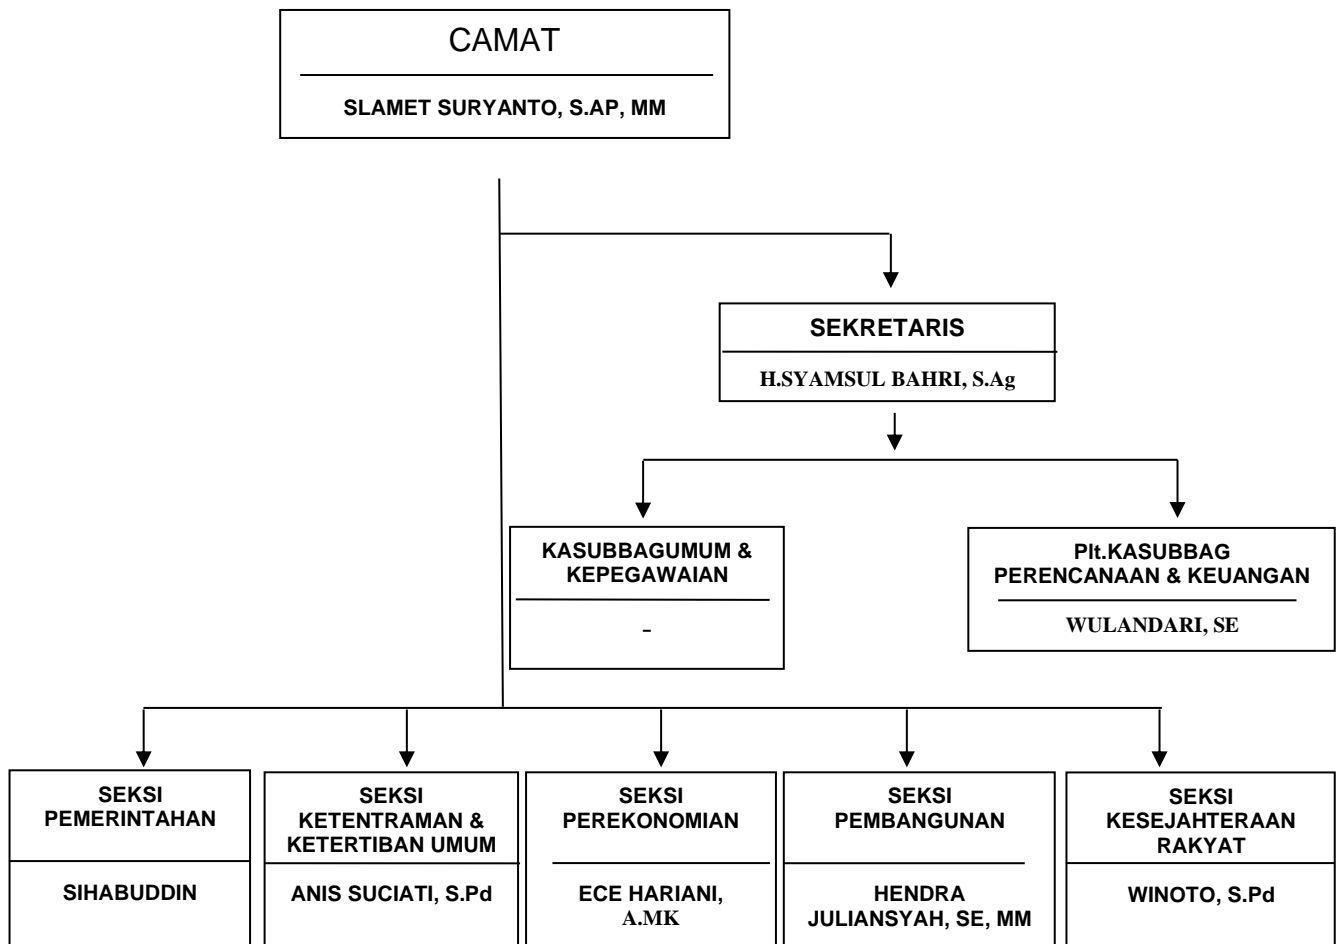 CAMAT
SLAMET SURYANTO, S.AP, MM
SEKRETARIS
H.SYAMSUL BAHRI, S.Ag
KASUBBAGUMUM &
KEPEGAWAIAN
-
Plt.KASUBBAG
PERENCANAAN & KEUANGAN
WULANDARI, SE
SEKSI
PEMERINTAHAN
SIHABUDDIN
SEKSI
KETENTRAMAN &
KETERTIBAN UMUM
ANIS SUCIATI, S.Pd
SEKSI
PEREKONOMIAN
ECE HARIANI,
A.MK
SEKSI
PEMBANGUNAN
HENDRA
JULIANSYAH, SE, MM
SEKSI
KESEJAHTERAAN
RAKYAT
WINOTO, S.Pd